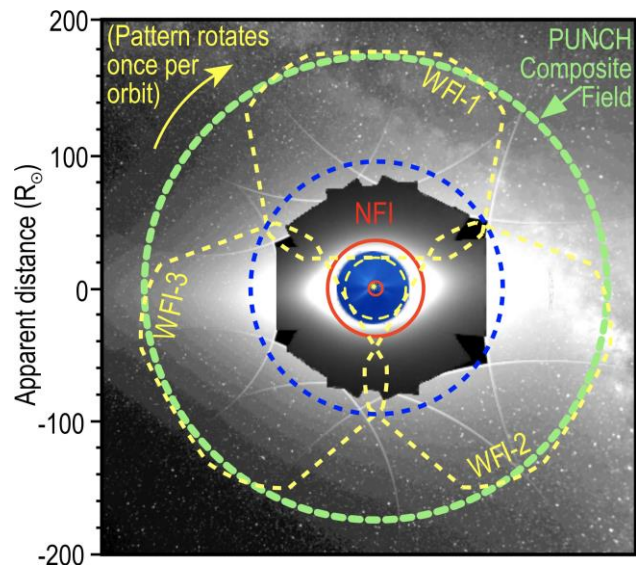 200
100
0
-100
-200
Apparent distance (R☉)
(Pattern rotates
once per
orbit)
PUNCH
Composite
Field
WFI-1
NFI
WFI-3
WFI-2